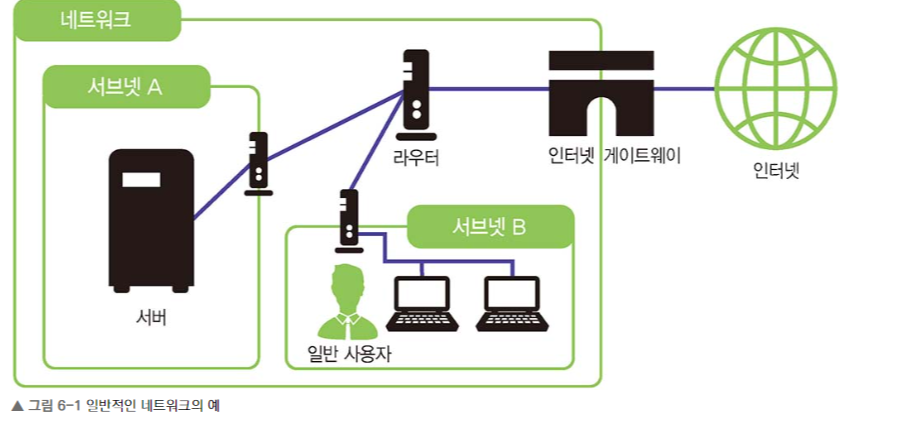 네트워크
서브넷 A
라우터
인터넷 게이트웨이
인터넷
서브넷 B
서버
일반 사용자
▲ 그림 6-1 일반적인 네트워크의 예